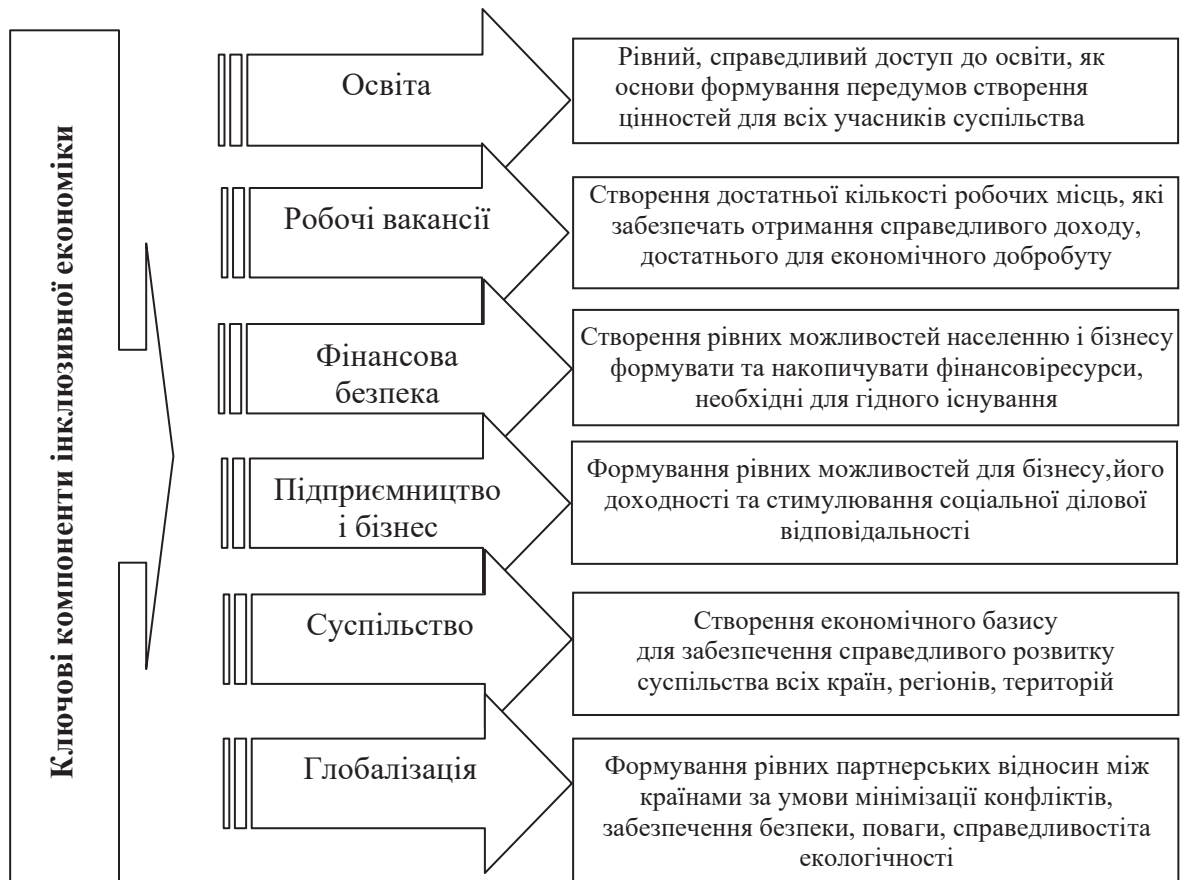 Ключові компоненти інклюзивної економіки
Освіта
Рівний, справедливий доступ до освіти, як
основи формування передумов створення
цінностей для всіх учасників суспільства
Робочі вакансії
Створення достатньої кількості робочих місць, які
забезпечать отримання справедливого доходу,
достатнього для економічного добробуту
Фінансова
безпека
Створення рівних можливостей населенню і бізнесу
формувати та накопичувати фінансовіресурси,
необхідні для гідного існування
Підприємництво
і бізнес
Формування рівних можливостей для бізнесу,його
доходності та стимулювання соціальної ділової
відповідальності
Суспільство
Створення економічного базису
для забезпечення справедливого розвитку
суспільства всіх країн, регіонів, територій
Глобалізація
Формування рівних партнерських відносин між
країнами за умови мінімізації конфліктів,
забезпечення безпеки, поваги, справедливостіта
екологічності